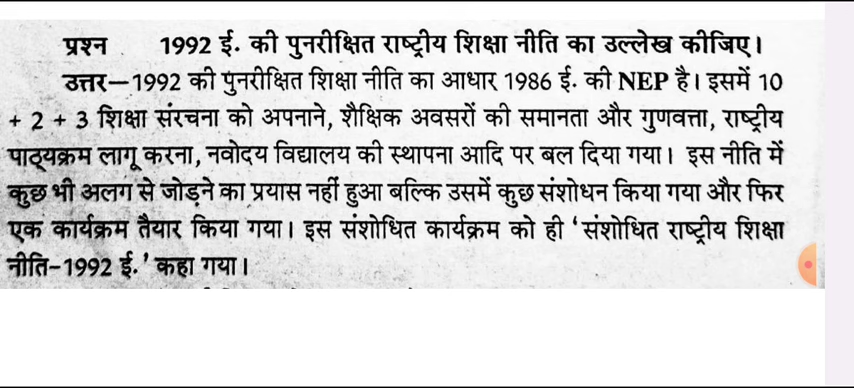 प्रश्न 1992 ई. की पुनरीक्षित राष्ट्रीय शिक्षा नीति का उल्लेख कीजिए।
उत्तर—1992 की पुनरीक्षित शिक्षा नीति का आधार 1986 ई. की NEP है। इसमें 10
+ 2 + 3 शिक्षा संरचना को अपनाने, शैक्षिक अवसरों की समानता और गुणवत्ता, राष्ट्रीय
पाठ्यक्रम लागू करना, नवोदय विद्यालय की स्थापना आदि पर बल दिया गया। इस नीति में
कुछ भी अलग से जोड़ने का प्रयास नहीं हुआ बल्कि उसमें कुछ संशोधन किया गया और फिर
एक कार्यक्रम तैयार किया गया। इस संशोधित कार्यक्रम को ही ‘संशोधित राष्ट्रीय शिक्षा
नीति-1992 ई.’ कहा गया।